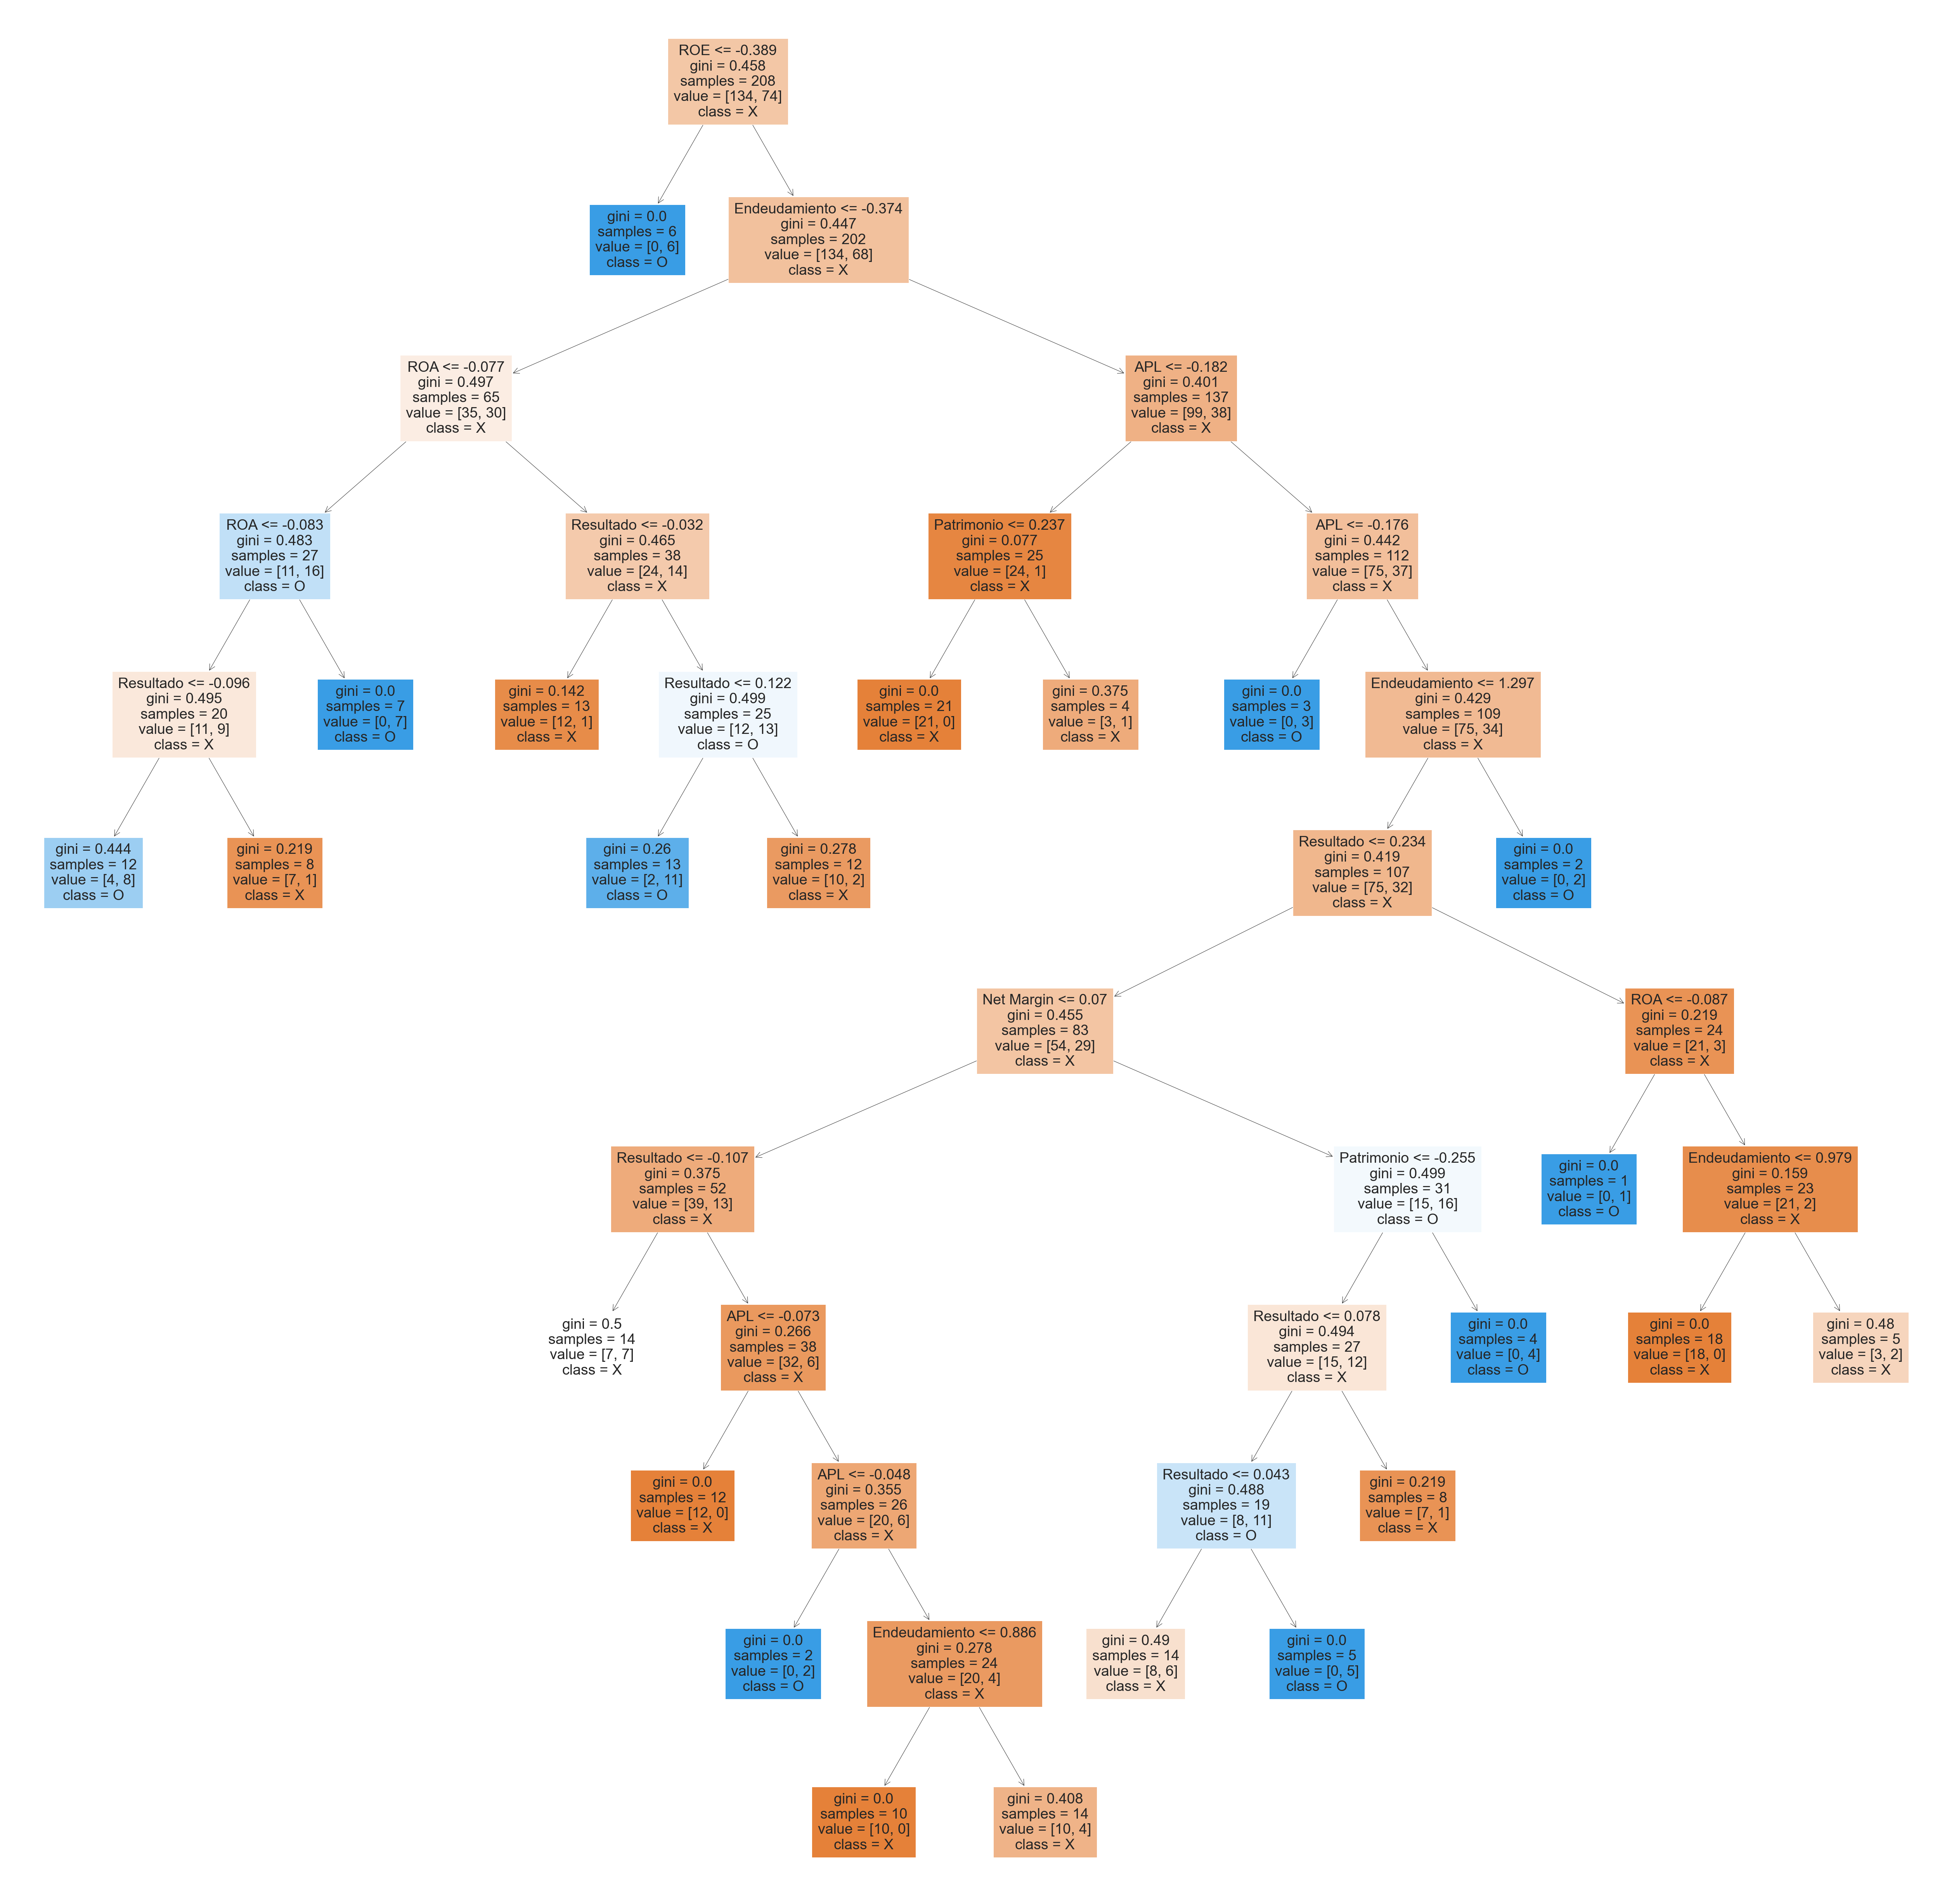 ROE <= -0.389
gini = 0.458
samples = 208
value = [134, 74]
class = X
gini = 0.0
samples = 6
value = [0, 6]
class = O
Endeudamiento <= -0.374
gini = 0.447
samples = 202
value = [134, 68]
class = X
ROA <= -0.077
gini = 0.497
samples = 65
value = [35, 30]
class = X
APL <= -0.182
gini = 0.401
samples = 137
value = [99, 38]
class = X
ROA <= -0.083
gini = 0.483
samples = 27
value = [11, 16]
class = O
Resultado <= -0.032
gini = 0.465
samples = 38
value = [24, 14]
class = X
Patrimonio <= 0.237
gini = 0.077
samples = 25
value = [24, 1]
class = X
APL <= -0.176
gini = 0.442
samples = 112
value = [75, 37]
class = X
Resultado <= -0.096
gini = 0.495
samples = 20
value = [11, 9]
class = X
gini = 0.0
samples = 7
value = [0, 7]
class = O
gini = 0.142
samples = 13
value = [12, 1]
class = X
Resultado <= 0.122
gini = 0.499
samples = 25
value = [12, 13]
class = O
gini = 0.0
samples = 21
value = [21, 0]
class = X
gini = 0.375
samples = 4
value = [3, 1]
class = X
gini = 0.0
samples = 3
value = [0, 3]
class = O
Endeudamiento <= 1.297
gini = 0.429
samples = 109
value = [75, 34]
class = X
gini = 0.444
samples = 12
value = [4, 8]
class = O
gini = 0.219
samples = 8
value = [7, 1]
class = X
gini = 0.26
samples = 13
value = [2, 11]
class = O
gini = 0.278
samples = 12
value = [10, 2]
class = X
Resultado <= 0.234
gini = 0.419
samples = 107
value = [75, 32]
class = X
gini = 0.0
samples = 2
value = [0, 2]
class = O
Net Margin <= 0.07
gini = 0.455
samples = 83
value = [54, 29]
class = X
ROA <= -0.087
gini = 0.219
samples = 24
value = [21, 3]
class = X
Resultado <= -0.107
gini = 0.375
samples = 52
value = [39, 13]
class = X
Patrimonio <= -0.255
gini = 0.499
samples = 31
value = [15, 16]
class = O
gini = 0.0
samples = 1
value = [0, 1]
class = O
Endeudamiento <= 0.979
gini = 0.159
samples = 23
value = [21, 2]
class = X
gini = 0.5
samples = 14
value = [7, 7]
class = X
APL <= -0.073
gini = 0.266
samples = 38
value = [32, 6]
class = X
Resultado <= 0.078
gini = 0.494
samples = 27
value = [15, 12]
class = X
gini = 0.0
samples = 4
value = [0, 4]
class = O
gini = 0.0
samples = 18
value = [18, 0]
class = X
gini = 0.48
samples = 5
value = [3, 2]
class = X
gini = 0.0
samples = 12
value = [12, 0]
class = X
APL <= -0.048
gini = 0.355
samples = 26
value = [20, 6]
class = X
Resultado <= 0.043
gini = 0.488
samples = 19
value = [8, 11]
class = O
gini = 0.219
samples = 8
value = [7, 1]
class = X
gini = 0.0
samples = 2
value = [0, 2]
class = O
Endeudamiento <= 0.886
gini = 0.278
samples = 24
value = [20, 4]
class = X
gini = 0.49
samples = 14
value = [8, 6]
class = X
gini = 0.0
samples = 5
value = [0, 5]
class = O
gini = 0.0
samples = 10
value = [10, 0]
class = X
gini = 0.408
samples = 14
value = [10, 4]
class = X